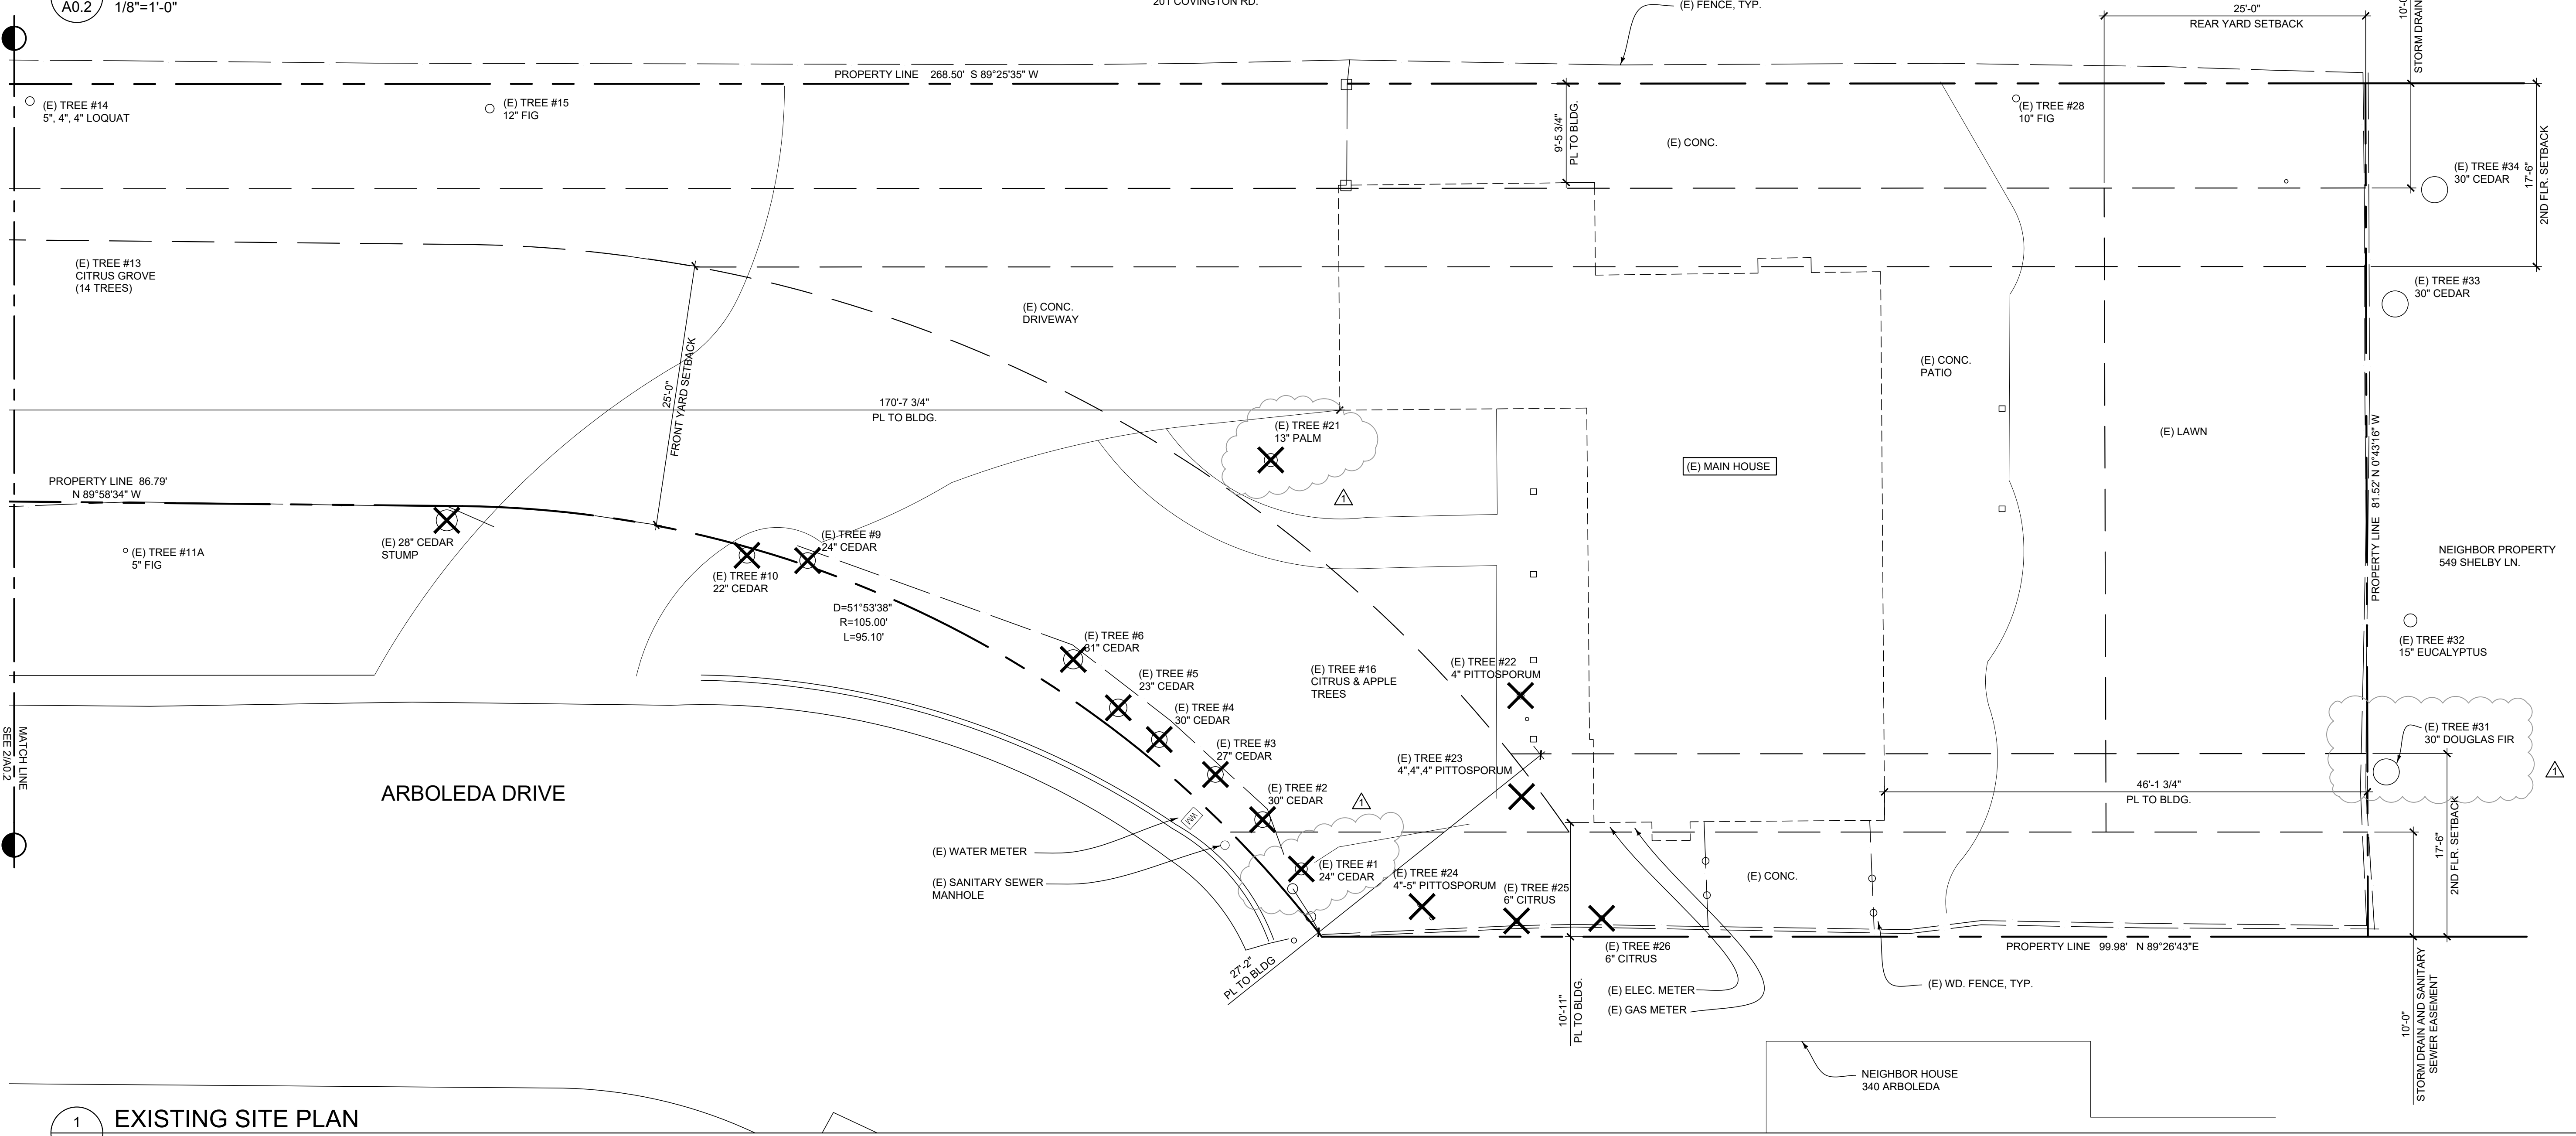 A0.2
1/8"=1'-0"
201 COVINGTON RD.
(E) FENCE, TYP.
25'-0"
REAR YARD SETBACK
STORM DRAIN
PROPERTY LINE 268.50' S 89°25'35" W
(E) TREE #14
5", 4", 4" LOQUAT
(E) TREE #15
12" FIG
9'-5 3/4"
PL TO BLDG.
(E) CONC.
(E) TREE #28
10" FIG
(E) TREE #34
30" CEDAR
17'-6"
2ND FLR. SETBACK
(E) TREE #13
CITRUS GROVE
(14 TREES)
(E) CONC.
DRIVEWAY
(E) TREE #33
30" CEDAR
25'-0"
FRONT YARD SETBACK
(E) CONC.
PATIO
170'-7 3/4"
PL TO BLDG.
(E) TREE #21
13" PALM
1
(E) LAWN
(E) MAIN HOUSE
PROPERTY LINE 81.52' N 0°43'16" W
PROPERTY LINE 86.79'
N 89°58'34" W
(E) 28" CEDAR
STUMP
(E) TREE #11A
5" FIG
(E) TREE #9
24" CEDAR
(E) TREE #10
22" CEDAR
NEIGHBOR PROPERTY
549 SHELBY LN.
D=51°53'38"
R=105.00'
L=95.10'
(E) TREE #6
31" CEDAR
(E) TREE #5
23" CEDAR
(E) TREE #4
30" CEDAR
(E) TREE #3
27" CEDAR
(E) TREE #2
30" CEDAR
(E) TREE #16
CITRUS & APPLE
TREES
(E) TREE #22
4" PITTOSPORUM
(E) TREE #32
15" EUCALYPTUS
(E) TREE #31
30" DOUGLAS FIR
1
(E) TREE #23
4",4",4" PITTOSPORUM
46'-1 3/4"
PL TO BLDG.
MATCH LINE
SEE 2/A0.2
ARBOLEDA DRIVE
1
WM
(E) WATER METER
(E) SANITARY SEWER
MANHOLE
(E) TREE #1
24" CEDAR
(E) TREE #24
4"-5" PITTOSPORUM
(E) TREE #25
6" CITRUS
(E) CONC.
17'-6"
2ND FLR. SETBACK
(E) TREE #26
6" CITRUS
PROPERTY LINE 99.98' N 89°26'43"E
27'-2"
PL TO BLDG
10'-11"
PL TO BLDG.
(E) ELEC. METER
(E) GAS METER
(E) WD. FENCE, TYP.
10'-0"
STORM DRAIN AND SANITARY
SEWER EASEMENT
NEIGHBOR HOUSE
340 ARBOLEDA
1
EXISTING SITE PLAN